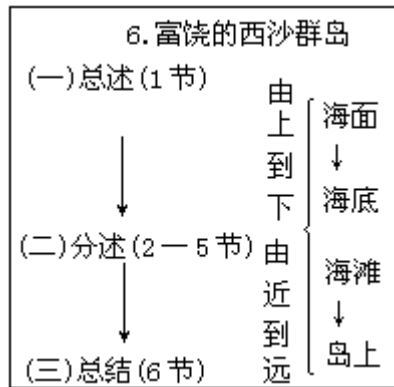 6.富饶的西沙群岛
(一)总述(1节)
(二)分述(2—5节)
(三)总结(6节)
由上到下由近到远
海面
海底
海滩
岛上